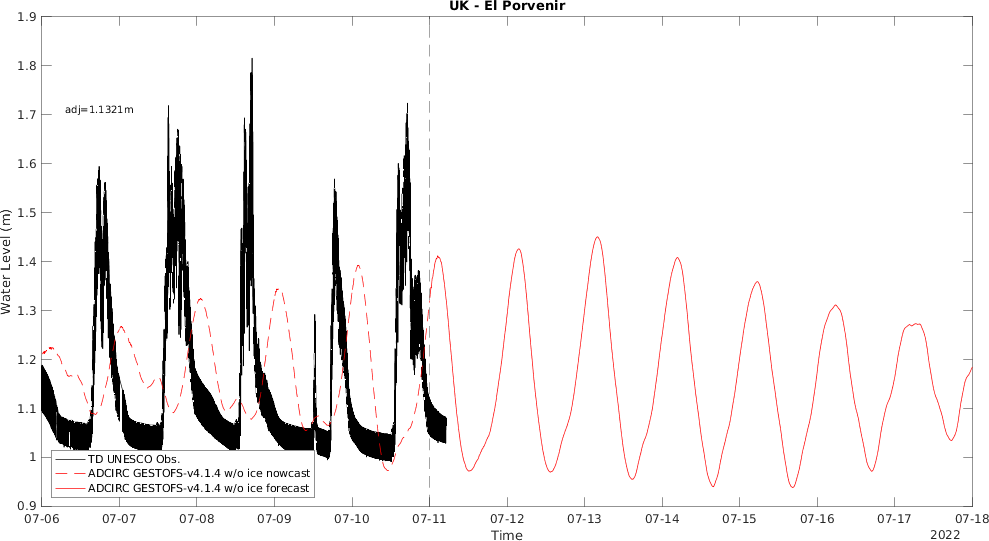 UK - El Porvenir
1.9
1.8
1.7
1.6
1.5
1.4
1.3
1.2
1.1
1
0.9
Water Level (m)
adj=1.1321m
TD UNESCO Obs.
ADCIRC GESTOFS-v4.1.4 w/o ice nowcast
ADCIRC GESTOFS-v4.1.4 w/o ice forecast
07-06 07-07 07-08 07-09 07-10 07-11 07-12 07-13 07-14 07-15 07-16 07-17 07-18
Time
2022